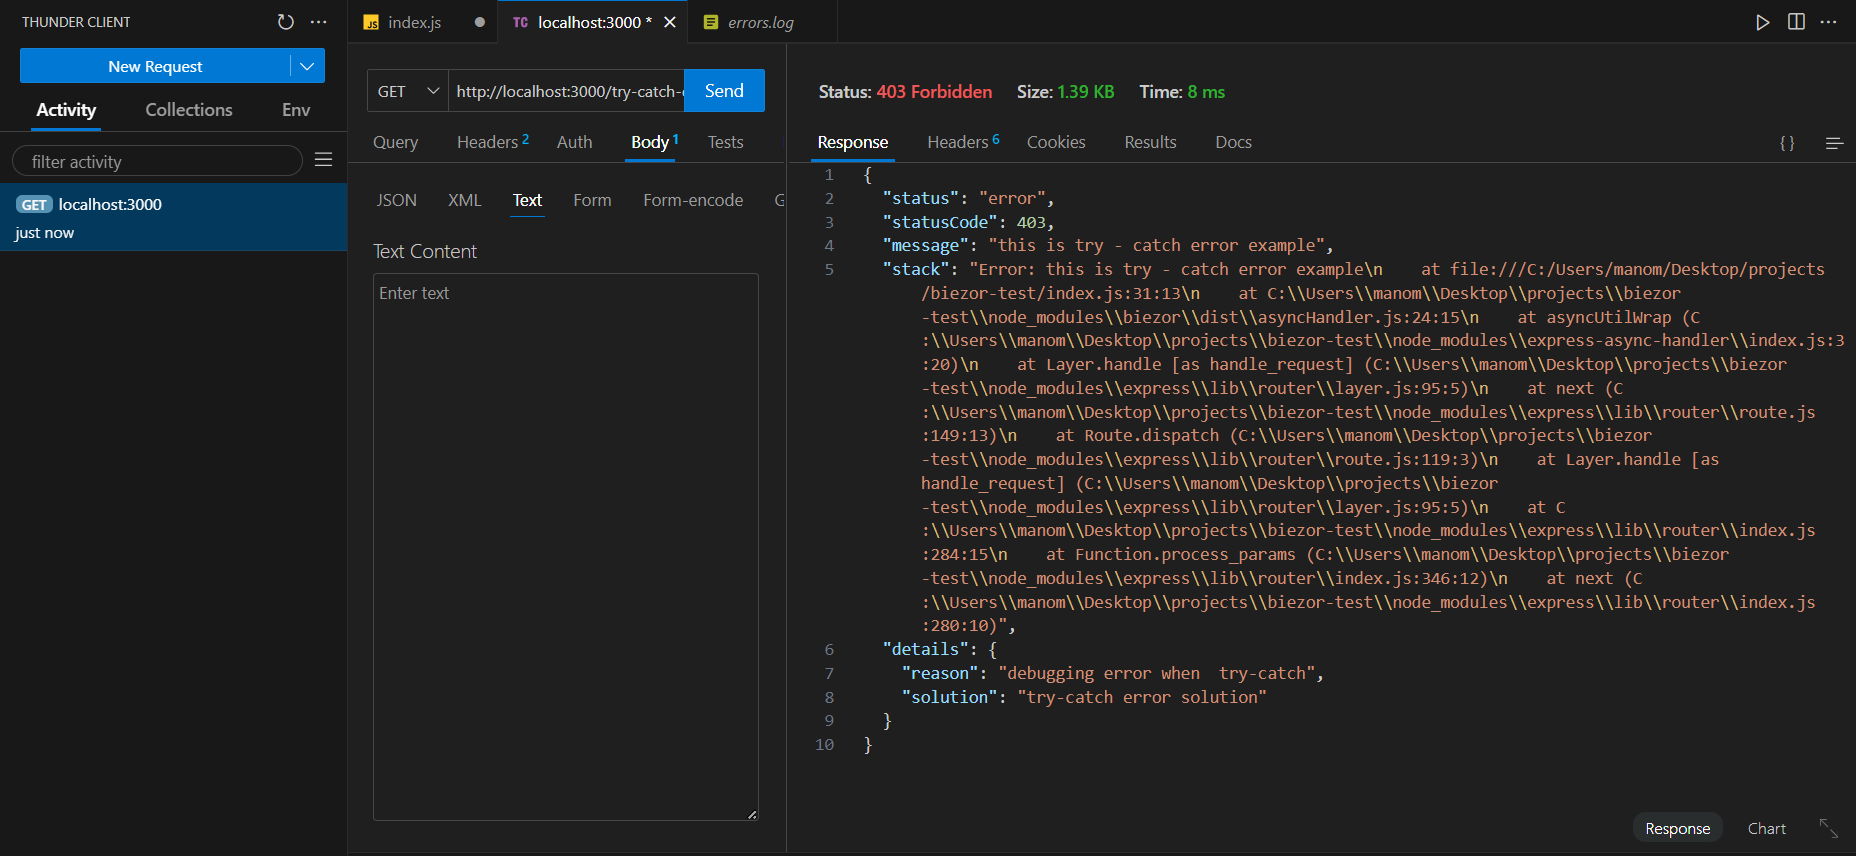 THUNDER CLIENT
New Request
Activity Collections Env
filter activity
GET localhost:3000
just now
JS index.js
TC localhost:3000 *
errors.log
GET http://localhost:3000/try-catch- Send
Query Headers 2 Auth Body 1 Tests
JSON XML Text Form Form-encode G
Text Content
Enter text
Status: 403 Forbidden Size: 1.39 KB Time: 8 ms
Response Headers 6 Cookies Results Docs { }
1 {
2 "status": "error",
3 "statusCode": 403,
4 "message": "this is try - catch error example",
5 "stack": "Error: this is try - catch error example\n    at file:///C:/Users/manom/Desktop/projects
/biezor-test/index.js:31:13\n    at C:\\Users\\manom\\Desktop\\projects\\biezor
-test\\node_modules\\biezor\\dist\\asyncHandler.js:24:15\n    at asyncUtilWrap (C
:\\Users\\manom\\Desktop\\projects\\biezor-test\\node_modules\\express-async-handler\\index.js:3
:20)\n    at Layer.handle [as handle_request] (C:\\Users\\manom\\Desktop\\projects\\biezor
-test\\node_modules\\express\\lib\\router\\layer.js:95:5)\n    at next (C
:\\Users\\manom\\Desktop\\projects\\biezor-test\\node_modules\\express\\lib\\router\\route.js
:149:13)\n    at Route.dispatch (C:\\Users\\manom\\Desktop\\projects\\biezor
-test\\node_modules\\express\\lib\\router\\route.js:119:3)\n    at Layer.handle [as
handle_request] (C:\\Users\\manom\\Desktop\\projects\\biezor
-test\\node_modules\\express\\lib\\router\\layer.js:95:5)\n    at C
:\\Users\\manom\\Desktop\\projects\\biezor-test\\node_modules\\express\\lib\\router\\index.js
:284:15\n    at Function.process_params (C:\\Users\\manom\\Desktop\\projects\\biezor
-test\\node_modules\\express\\lib\\router\\index.js:346:12)\n    at next (C
:\\Users\\manom\\Desktop\\projects\\biezor-test\\node_modules\\express\\lib\\router\\index.js
:280:10)",
6 "details": {
7 "reason": "debugging error when  try-catch",
8 "solution": "try-catch error solution"
9 }
10 }
Response Chart